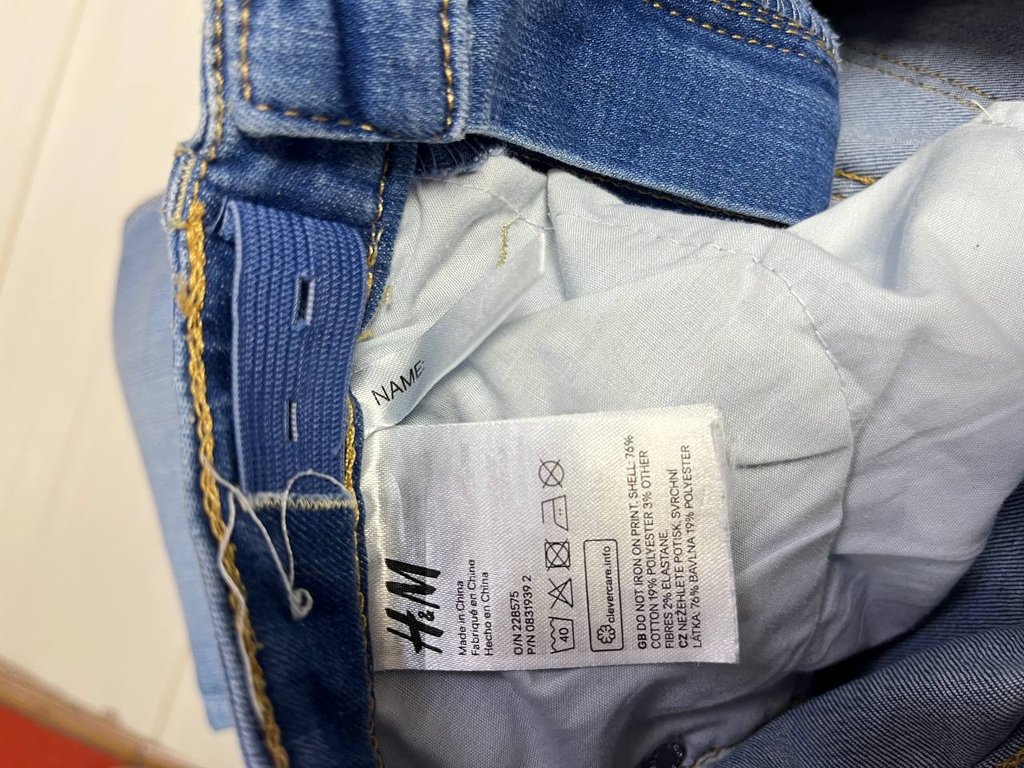 NAME:
H&M
Made in China
Fabriqué en Chine
Hecho en China
O/N 228575
P/N 0831939 2
40
clevercare.info
GB DO NOT IRON ON PRINT. SHELL: 76%
COTTON 19% POLYESTER 3% OTHER
FIBRES 2% ELASTANE.
CZ NEŽEHLETE POTISK. SVRCHNÍ
LÁTKA: 76% BAVLNA 19% POLYESTER